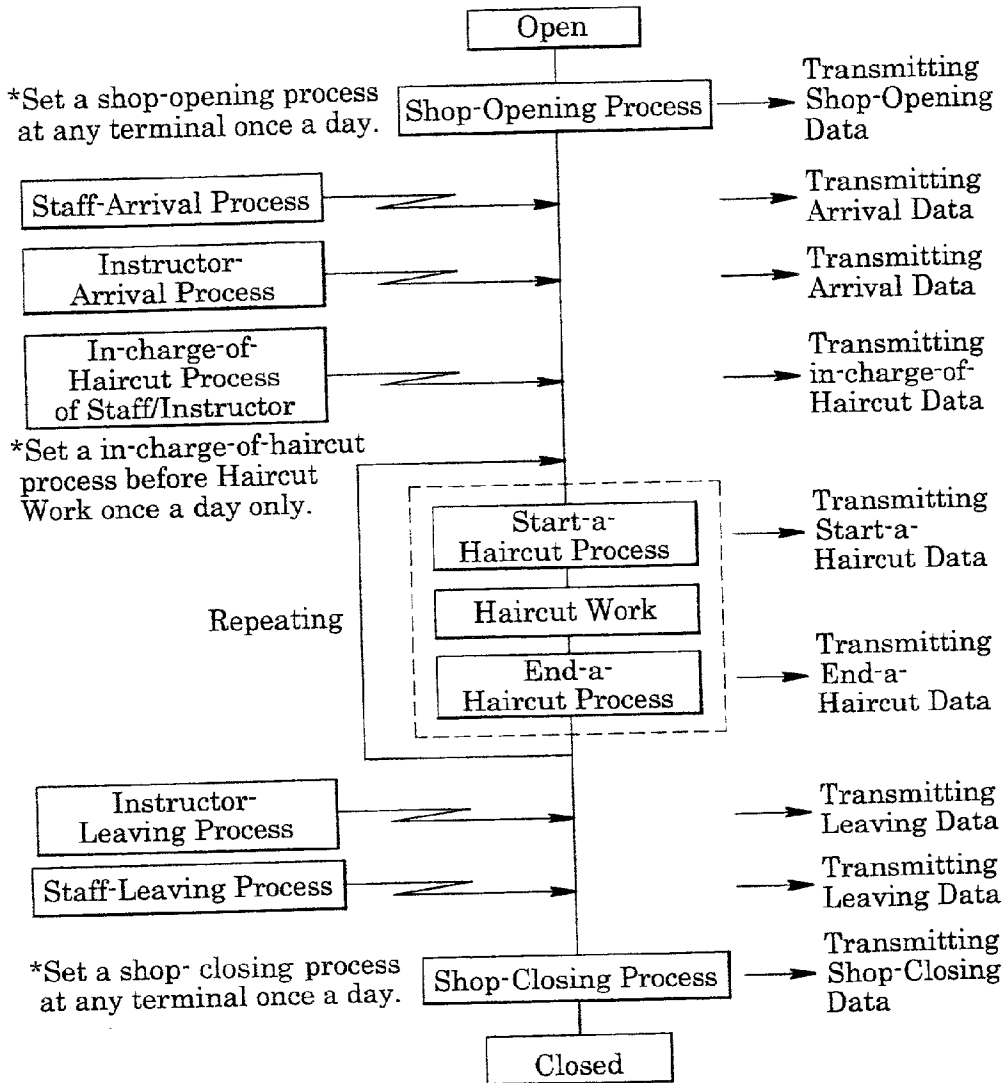 Open
*Set a shop-opening process
at any terminal once a day.
Shop-Opening Process
Transmitting
Shop-Opening
Data
Staff-Arrival Process
Transmitting
Arrival Data
Instructor-
Arrival Process
Transmitting
Arrival Data
In-charge-of-
Haircut Process
of Staff/Instructor
Transmitting
in-charge-of-
Haircut Data
*Set a in-charge-of-haircut
process before Haircut
Work once a day only.
Start-a-
Haircut Process
Transmitting
Start-a-
Haircut Data
Repeating
Haircut Work
End-a-
Haircut Process
Transmitting
End-a-
Haircut Data
Instructor-
Leaving Process
Transmitting
Leaving Data
Staff-Leaving Process
Transmitting
Leaving Data
*Set a shop- closing process
at any terminal once a day.
Shop-Closing Process
Transmitting
Shop-Closing
Data
Closed